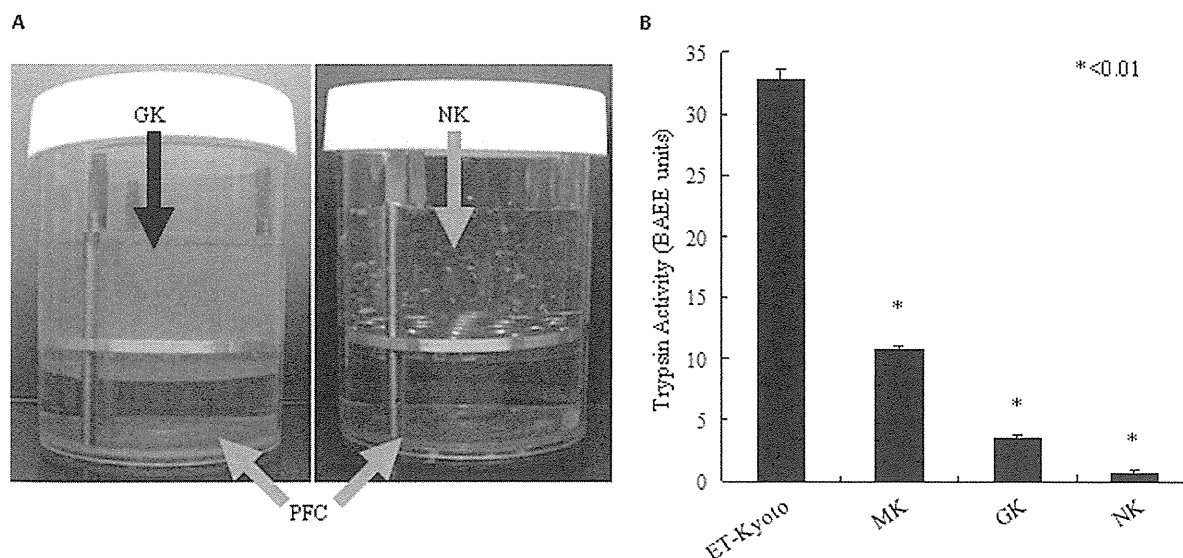 A
GK
NK
PFC
B
Trypsin Activity (BAEE units)
35
30
25
20
15
10
5
0
*<0.01
*
*
*
ET-Kyoto
MK
GK
NK